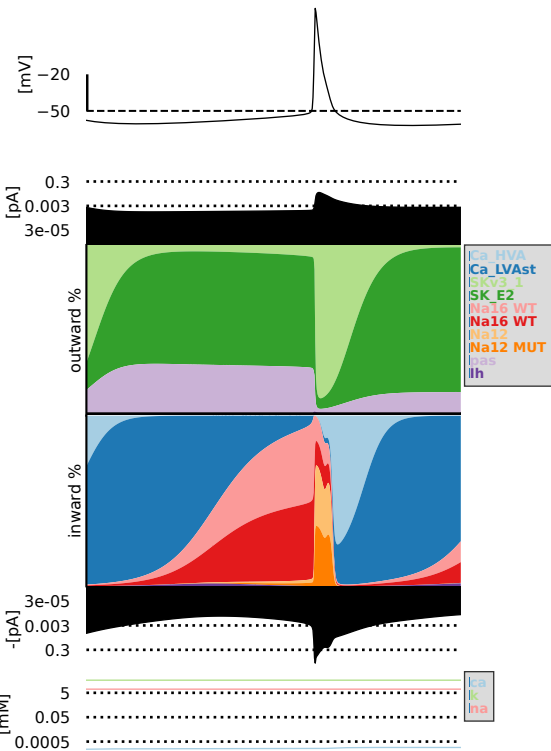 [mV]
−20
−50
[pA]
0.3
0.003
3e-05
outward %
Ca_HVA
Ca_LVAst
SKv3_1
SK_E2
Na16 WT
Na16 WT
Na12
Na12 MUT
pas
Ih
inward %
-[pA]
3e-05
0.003
0.3
[mM]
5
0.05
0.0005
ca
k
na